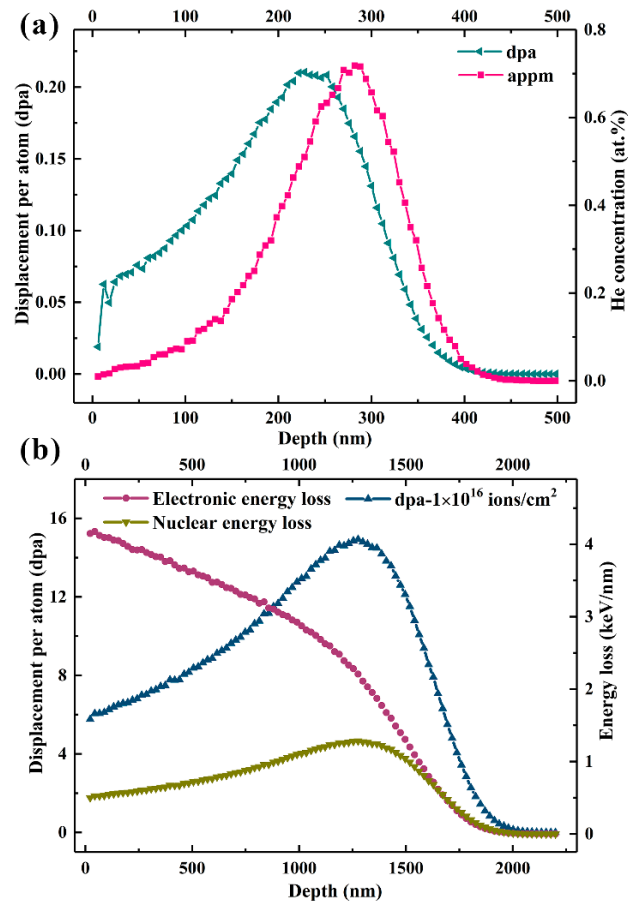 (a)
0 100 200 300 400 500
0.20
0.15
0.10
0.05
0.00
Displacement per atom (dpa)
dpa
appm
0.8
0.6
0.4
0.2
0.0
He concentration (at.%)
0 100 200 300 400 500
Depth (nm)
(b)
0 500 1000 1500 2000
Electronic energy loss
dpa-1×10¹⁶ ions/cm²
Nuclear energy loss
16
12
8
4
0
Displacement per atom (dpa)
4
3
2
1
0
Energy loss (keV/nm)
0 500 1000 1500 2000
Depth (nm)